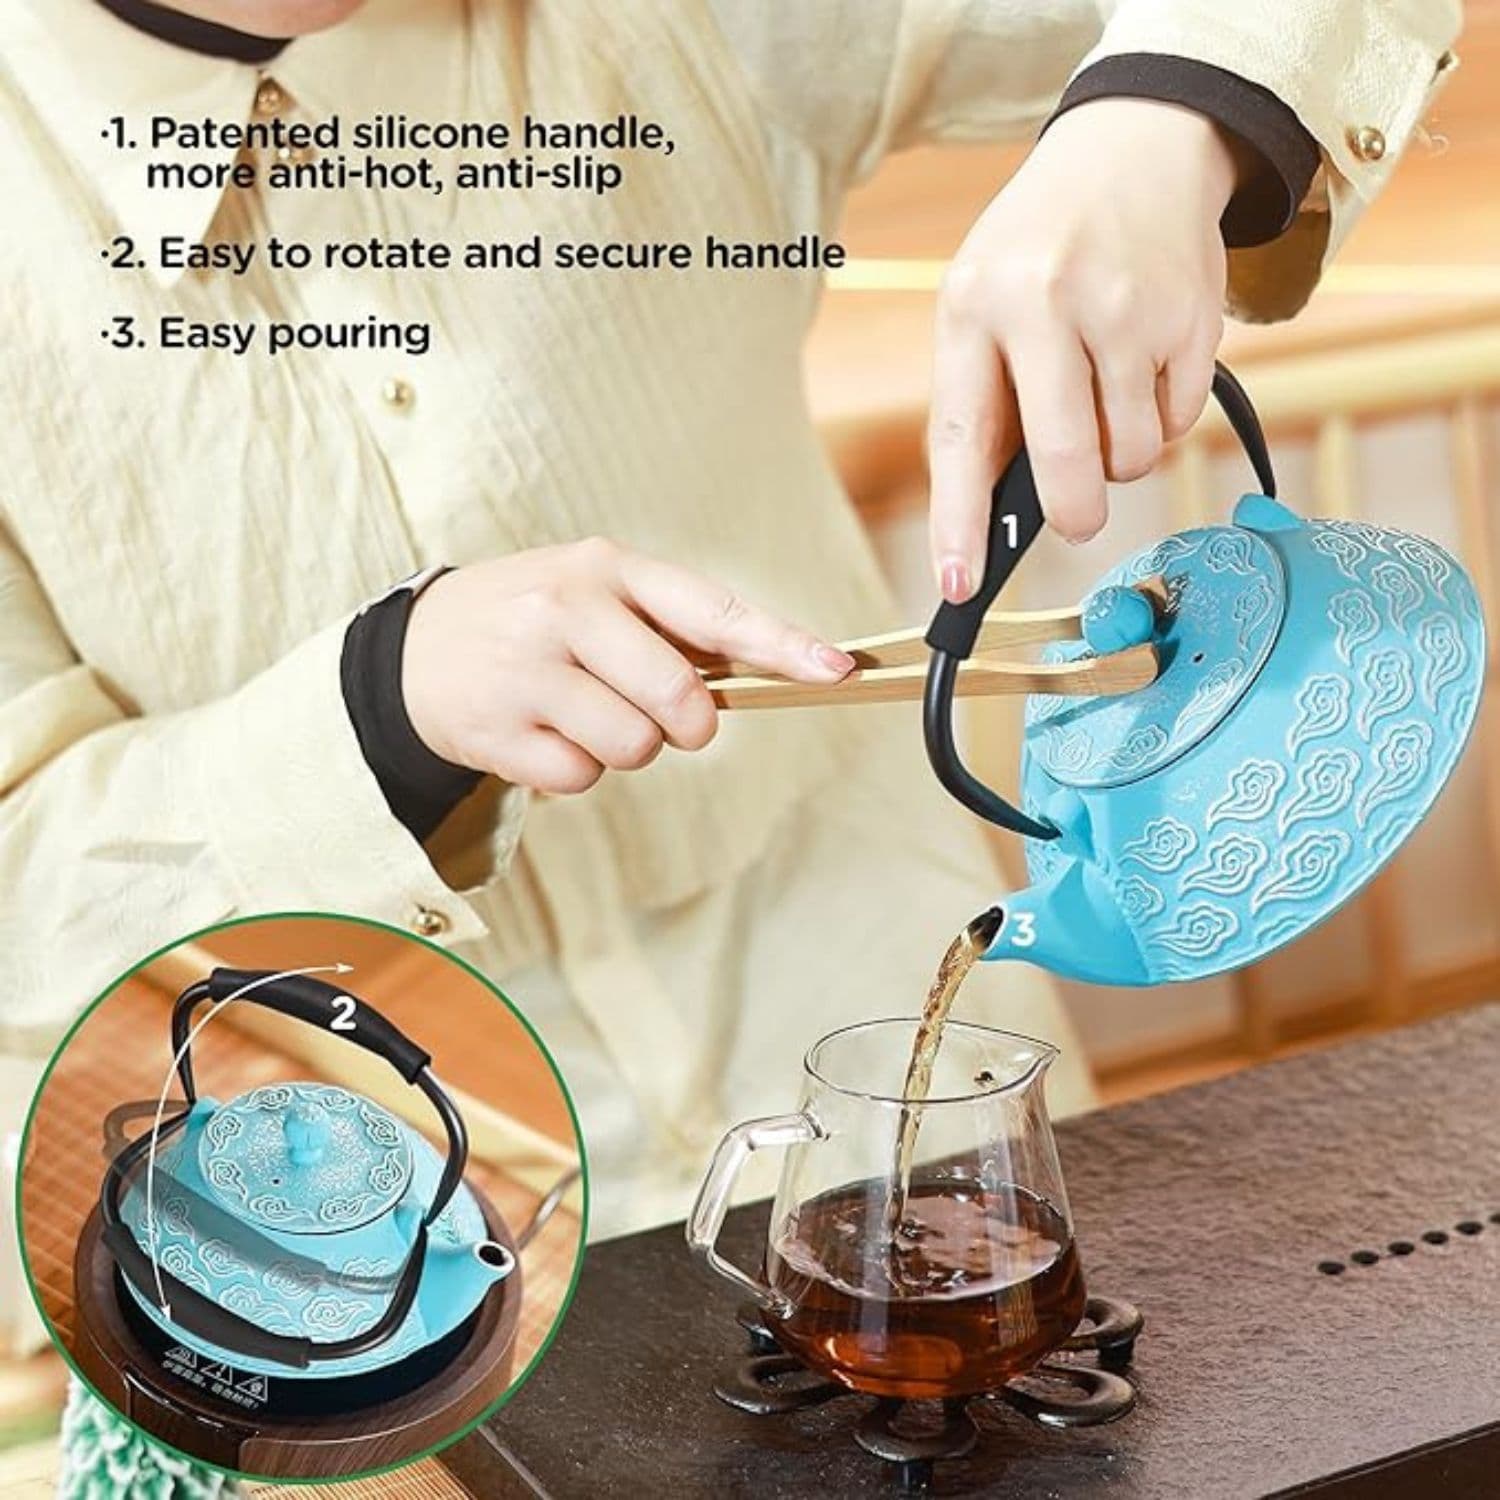 ·1. Patented silicone handle,
more anti-hot, anti-slip
·2. Easy to rotate and secure handle
·3. Easy pouring
1
3
2